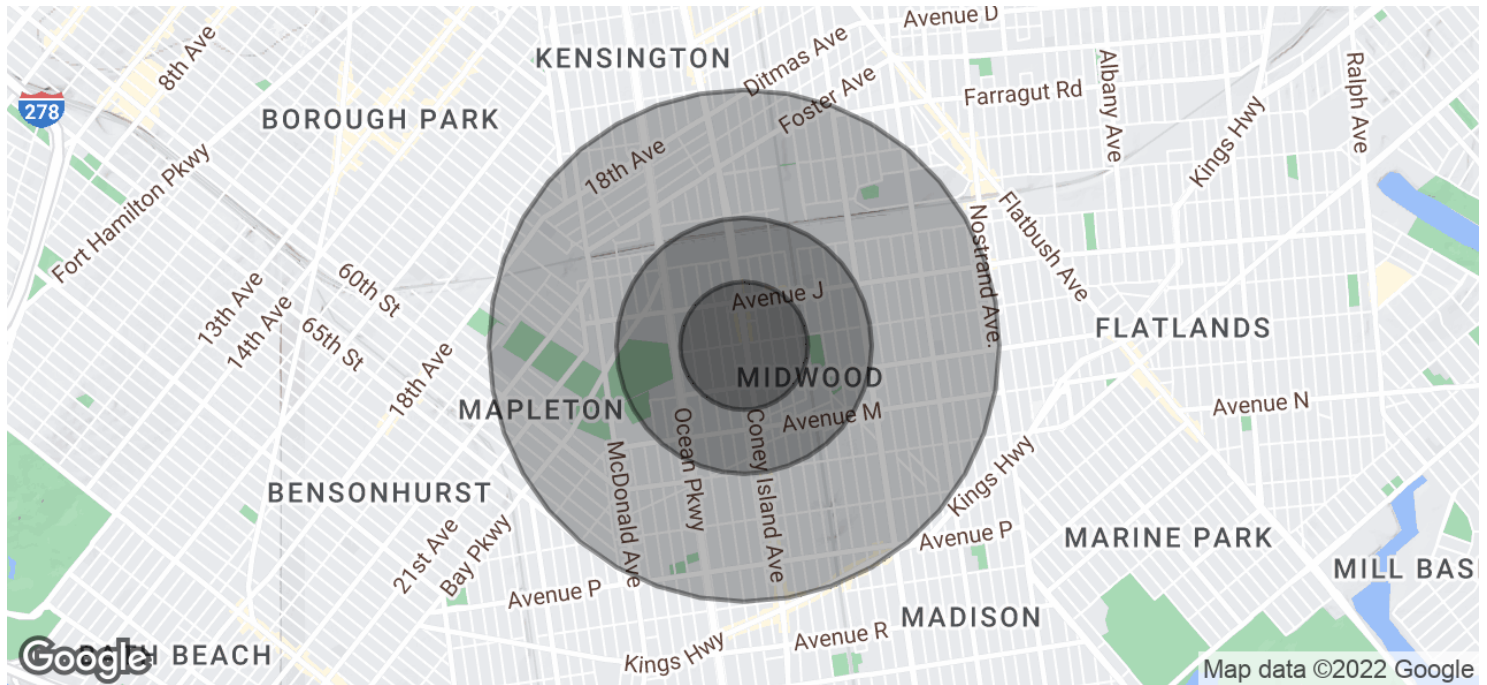 Avenue D
8th Ave
KENSINGTON
Ditmas Ave
Foster Ave
278
BOROUGH PARK
Farragut Rd
Albany Ave
Ralph Ave
Kings Hwy
18th Ave
Fort Hamilton Pkwy
Flatbush Ave
Nostrand Ave.
60th St
13th Ave
14th Ave
65th St
Avenue J
FLATLANDS
18th Ave
MIDWOOD
MAPLETON
Avenue M
Avenue N
Ocean Pkwy
Coney Island Ave
McDonald Ave
Kings Hwy
BENSONHURST
21st Ave
Bay Pkwy
Avenue P
MARINE PARK
MILL BAS
Avenue P
MADISON
Avenue R
Kings Hwy
Google
BEACH
Map data ©2022 Google